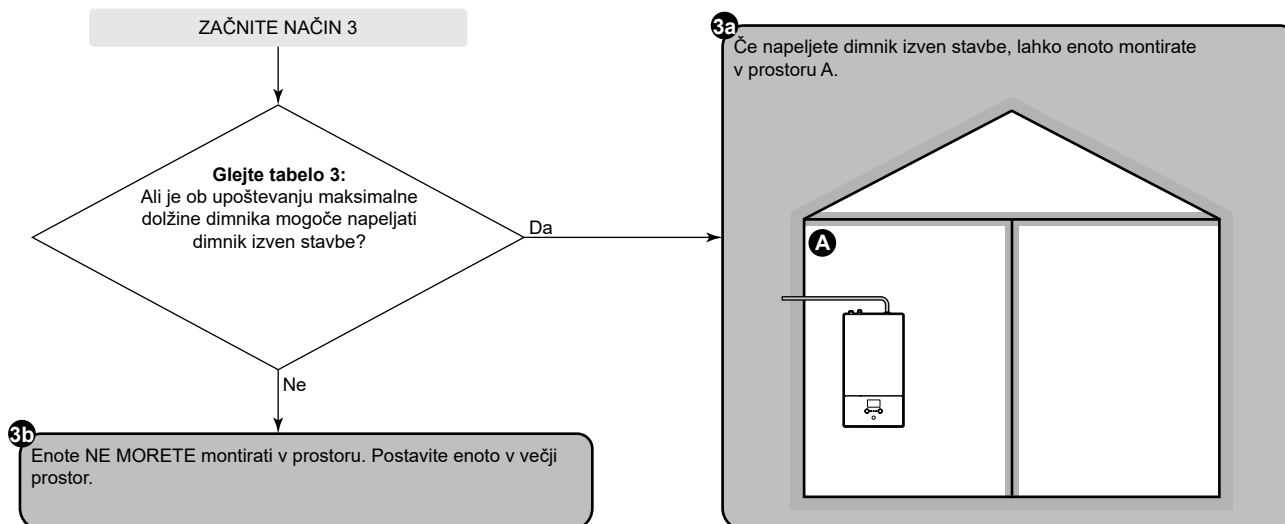 ZAČNITE NAČIN 3
Glejte tabelo 3:
Ali je ob upoštevanju maksimalne
dolžine dimnika mogoče napeljati
dimnik izven stavbe?
Da
Ne
3a
Če napeljete dimnik izven stavbe, lahko enoto montirate
v prostoru A.
A
3b
Enote NE MORETE montirati v prostoru. Postavite enoto v večji
prostor.